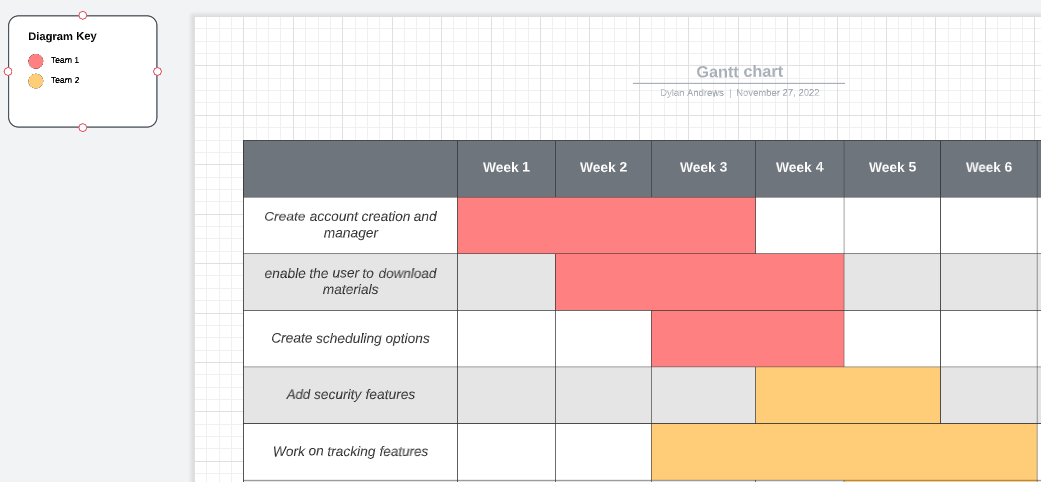 Diagram Key
Team 1
Team 2
Gantt chart
Dylan Andrews | November 27, 2022
Week 1
Week 2
Week 3
Week 4
Week 5
Week 6
Create account creation and
manager
enable the user to download
materials
Create scheduling options
Add security features
Work on tracking features